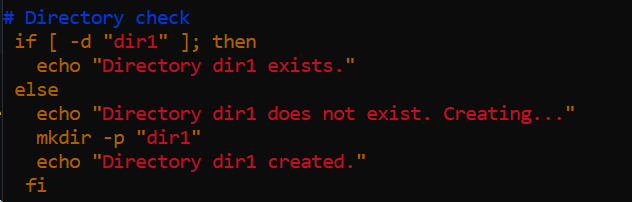 # Directory check
if [ -d "dir1" ]; then
echo "Directory dir1 exists."
else
echo "Directory dir1 does not exist. Creating..."
mkdir -p "dir1"
echo "Directory dir1 created."
fi